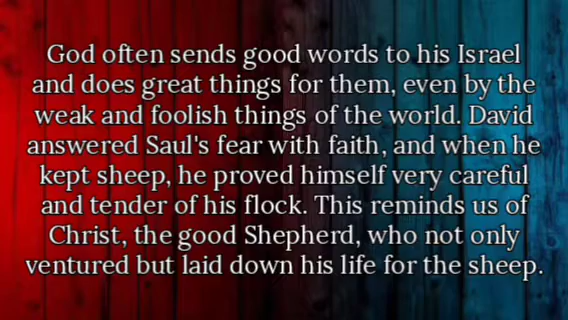 God often sends good words to his Israel
and does great things for them, even by the
weak and foolish things of the world. David
answered Saul's fear with faith, and when he
kept sheep, he proved himself very careful
and tender of his flock. This reminds us of
Christ, the good Shepherd, who not only
ventured but laid down his life for the sheep.